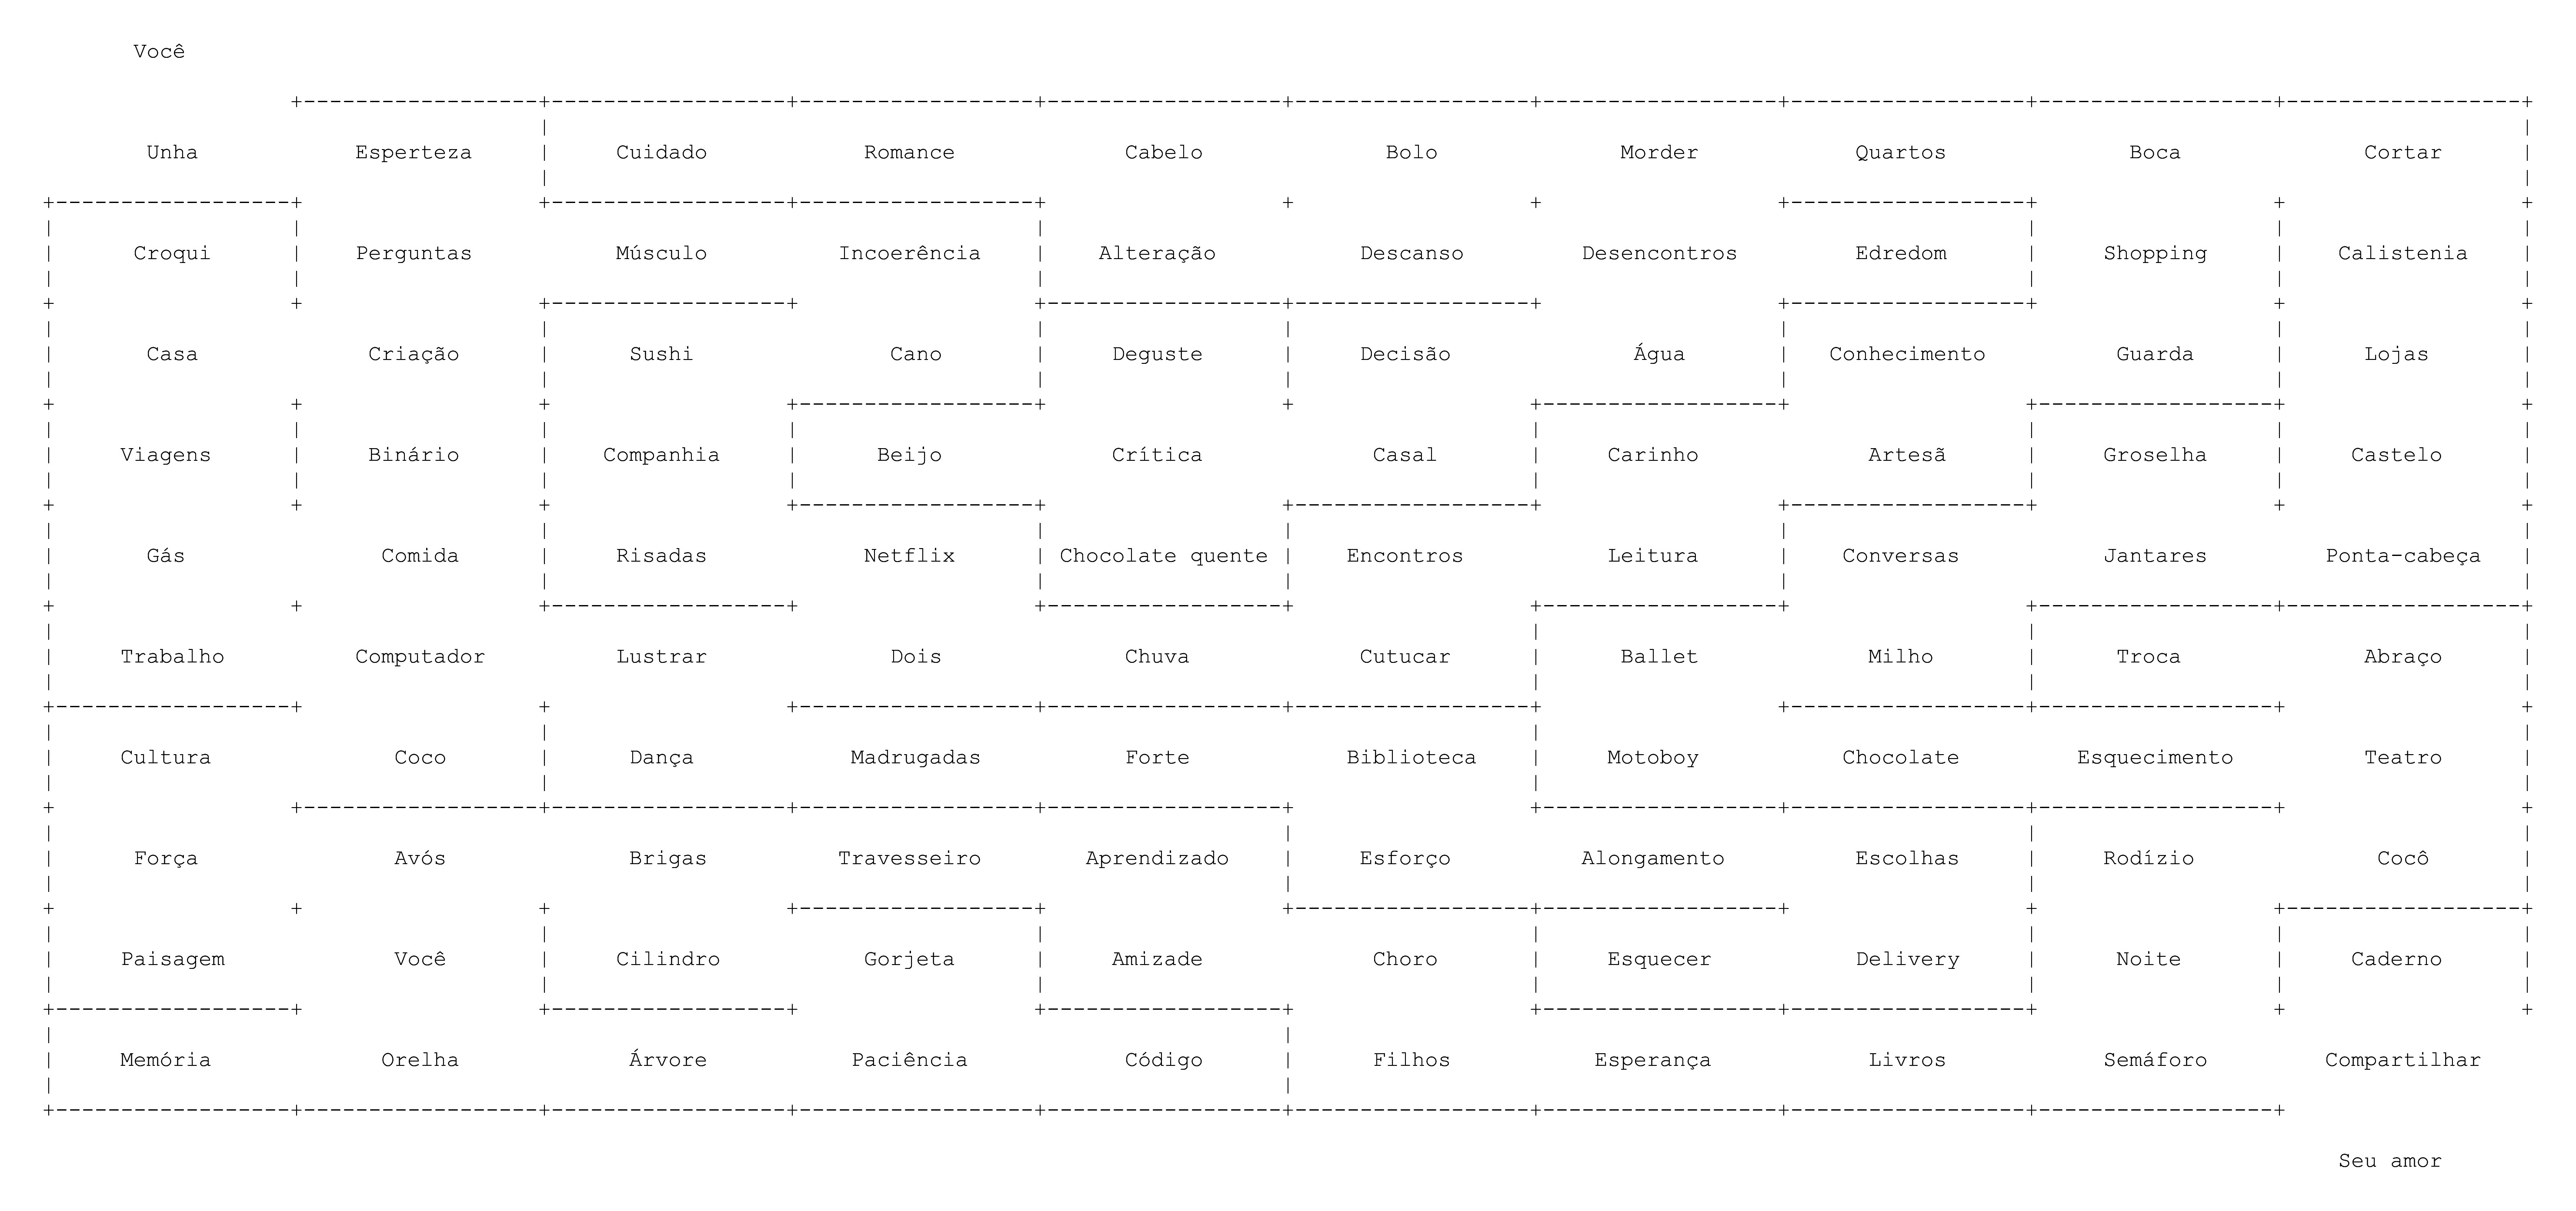 Você
Unha Esperteza Cuidado Romance Cabelo Bolo Morder Quartos Boca Cortar
Croqui Perguntas Músculo Incoerência Alteração Descanso Desencontros Edredom Shopping Calistenia
Casa Criação Sushi Cano Deguste Decisão Água Conhecimento Guarda Lojas
Viagens Binário Companhia Beijo Crítica Casal Carinho Artesã Groselha Castelo
Gás Comida Risadas Netflix Chocolate quente Encontros Leitura Conversas Jantares Ponta-cabeça
Trabalho Computador Lustrar Dois Chuva Cutucar Ballet Milho Troca Abraço
Cultura Coco Dança Madrugadas Forte Biblioteca Motoboy Chocolate Esquecimento Teatro
Força Avós Brigas Travesseiro Aprendizado Esforço Alongamento Escolhas Rodízio Cocô
Paisagem Você Cilindro Gorjeta Amizade Choro Esquecer Delivery Noite Caderno
Memória Orelha Árvore Paciência Código Filhos Esperança Livros Semáforo Compartilhar
Seu amor